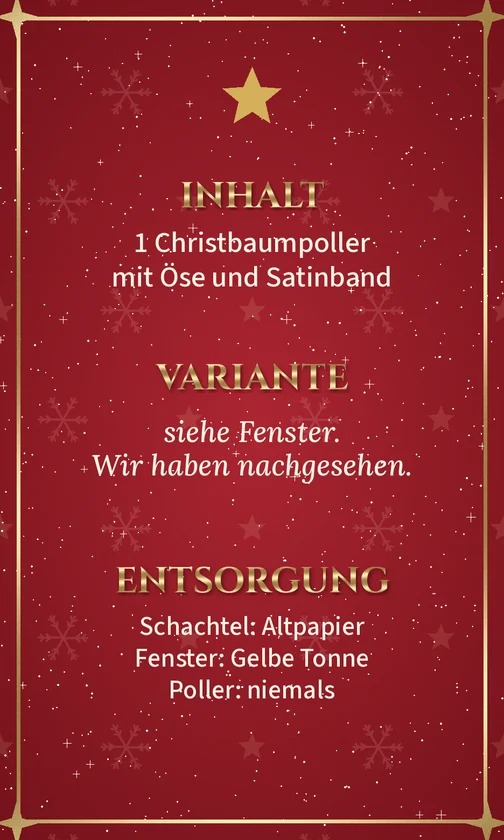 INHALT
1 Christbaumpoller
mit Öse und Satinband
VARIANTE
siehe Fenster.
Wir haben nachgesehen.
ENTSORGUNG
Schachtel: Altpapier
Fenster: Gelbe Tonne
Poller: niemals